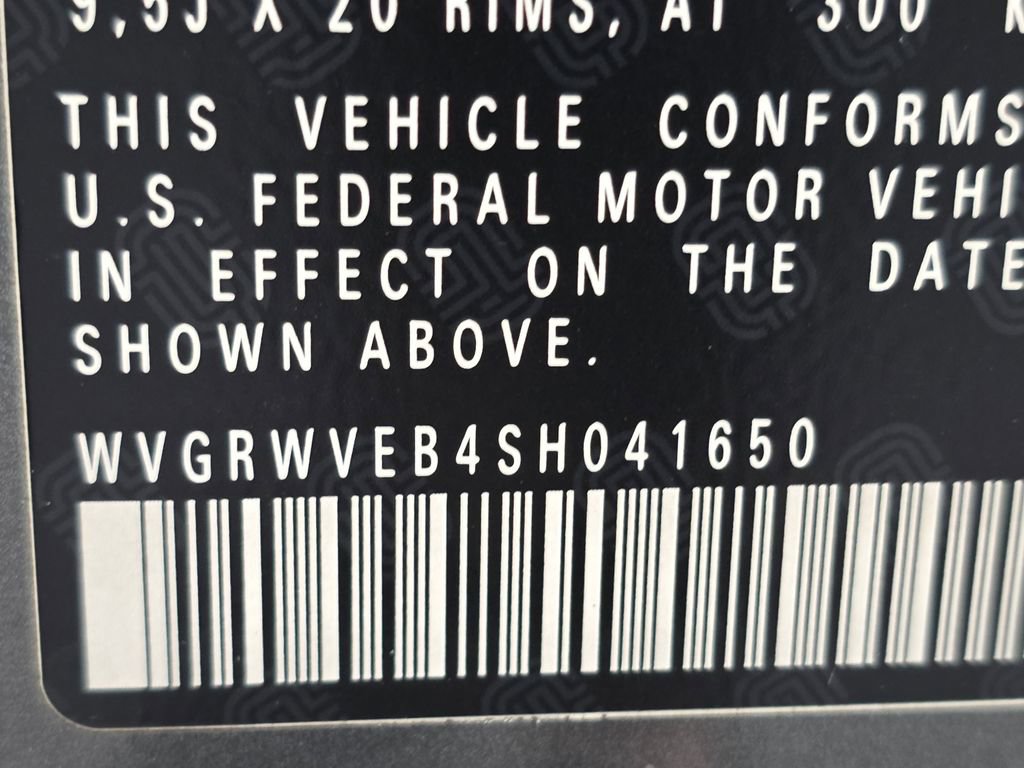 9,5J X 20 RIMS, AT 300 K
THIS VEHICLE CONFORMS
U.S. FEDERAL MOTOR VEHI
IN EFFECT ON THE DATE
SHOWN ABOVE.
WVGRWVEB4SH041650